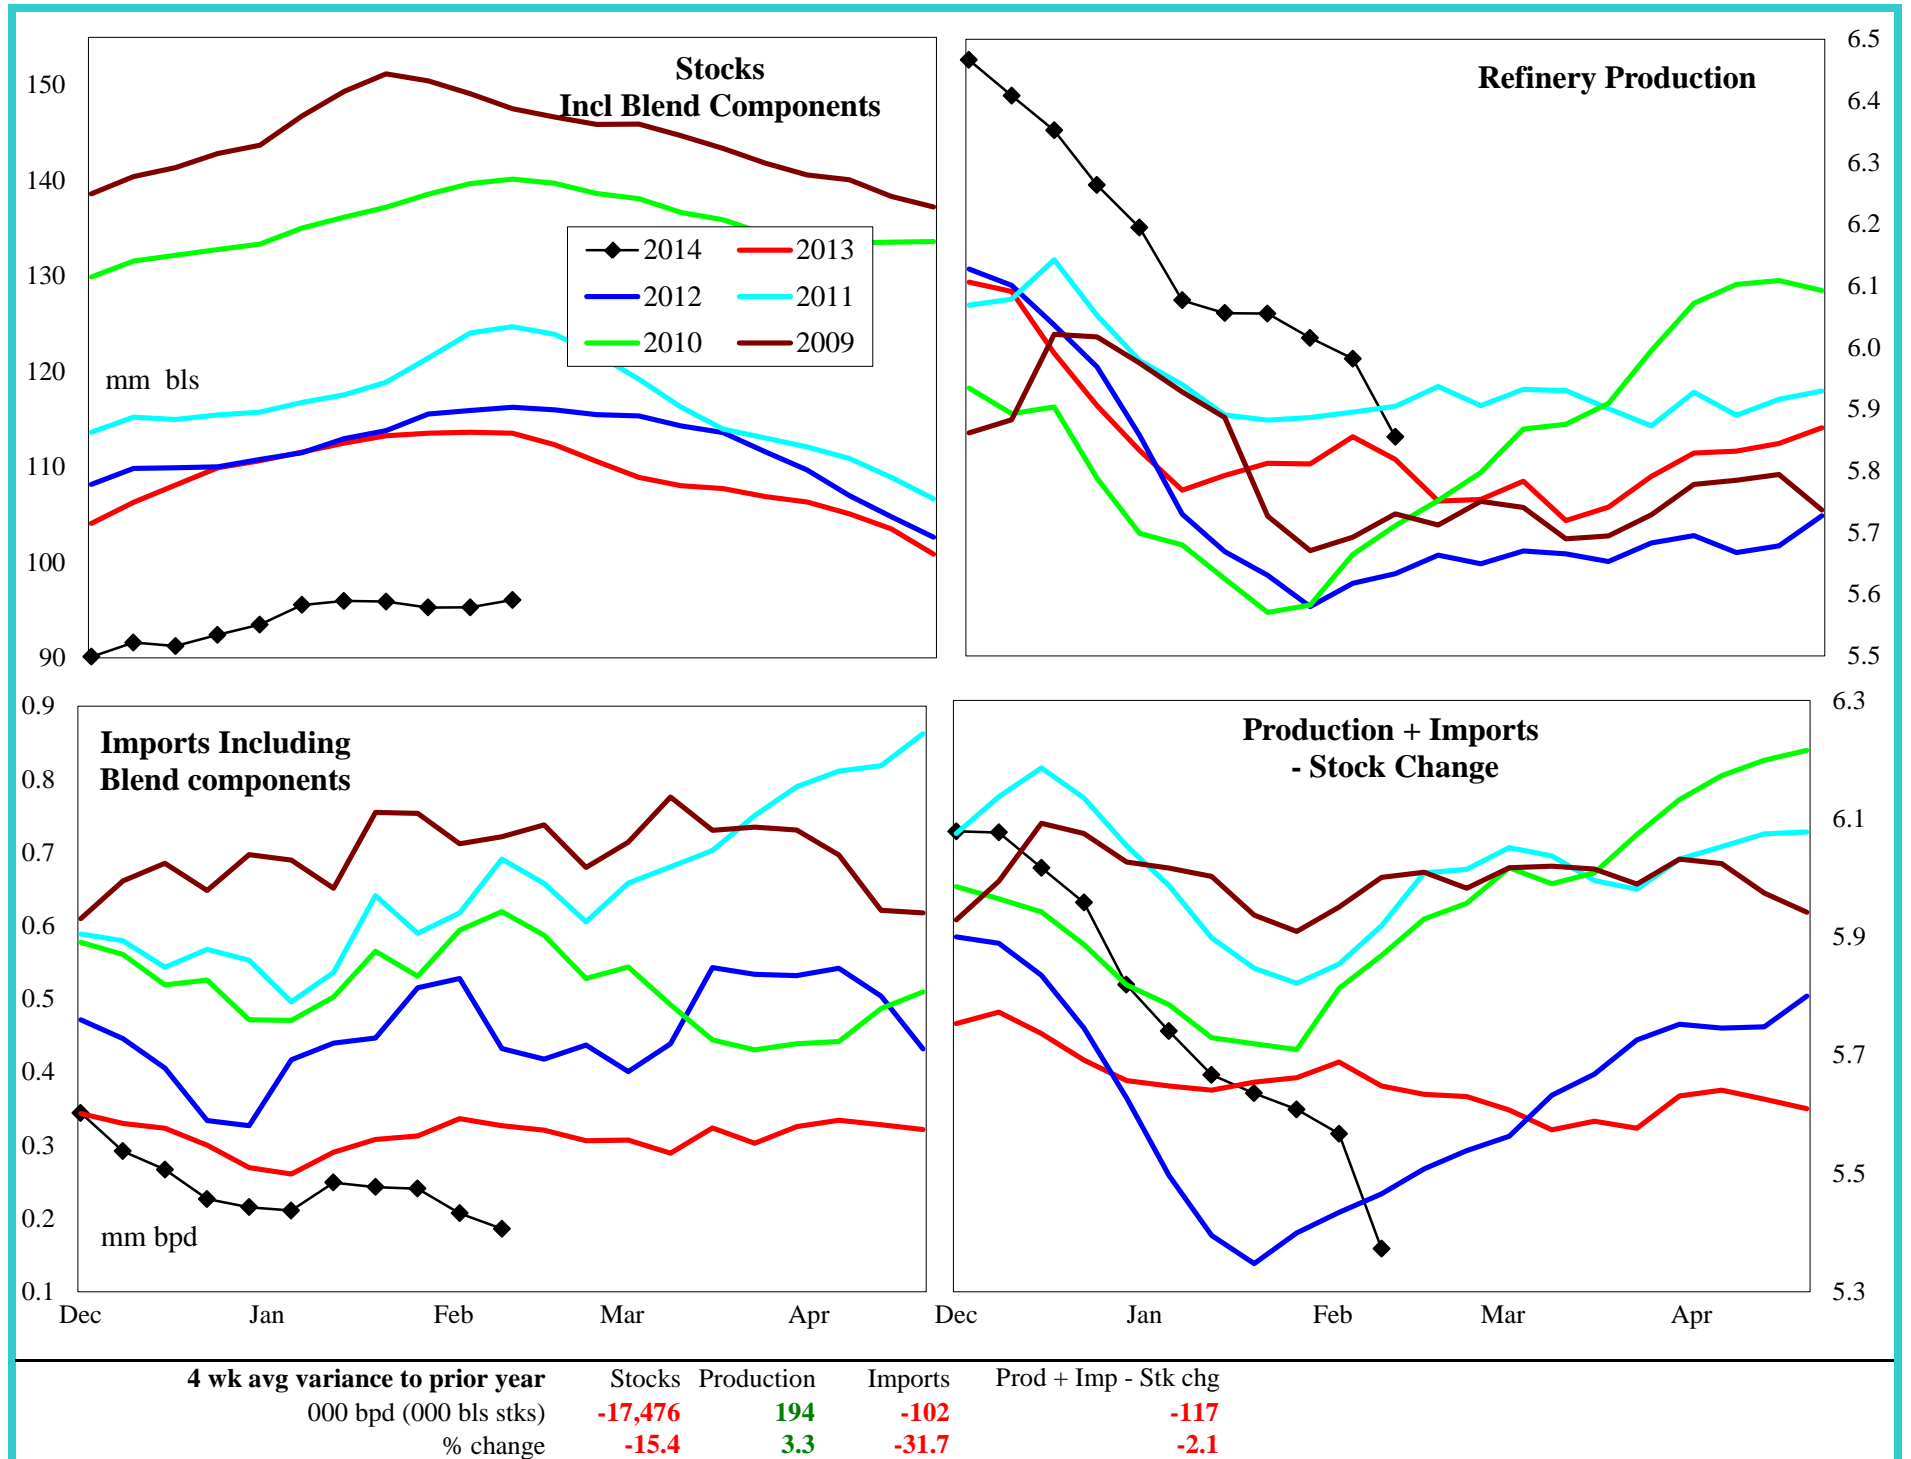 Stocks
Incl Blend Components
150
140
130
120
110
100
90
mm bls
2014 2013
2012 2011
2010 2009
Refinery Production
6.5
6.4
6.3
6.2
6.1
6.0
5.9
5.8
5.7
5.6
5.5
Imports Including
Blend components
0.9
0.8
0.7
0.6
0.5
0.4
0.3
0.2
0.1
mm bpd
Dec Jan Feb Mar Apr
Production + Imports
- Stock Change
6.3
6.1
5.9
5.7
5.5
5.3
Dec Jan Feb Mar Apr
4 wk avg variance to prior year Stocks Production Imports Prod + Imp - Stk chg
000 bpd (000 bls stks) -17,476 194 -102 -117
% change -15.4 3.3 -31.7 -2.1